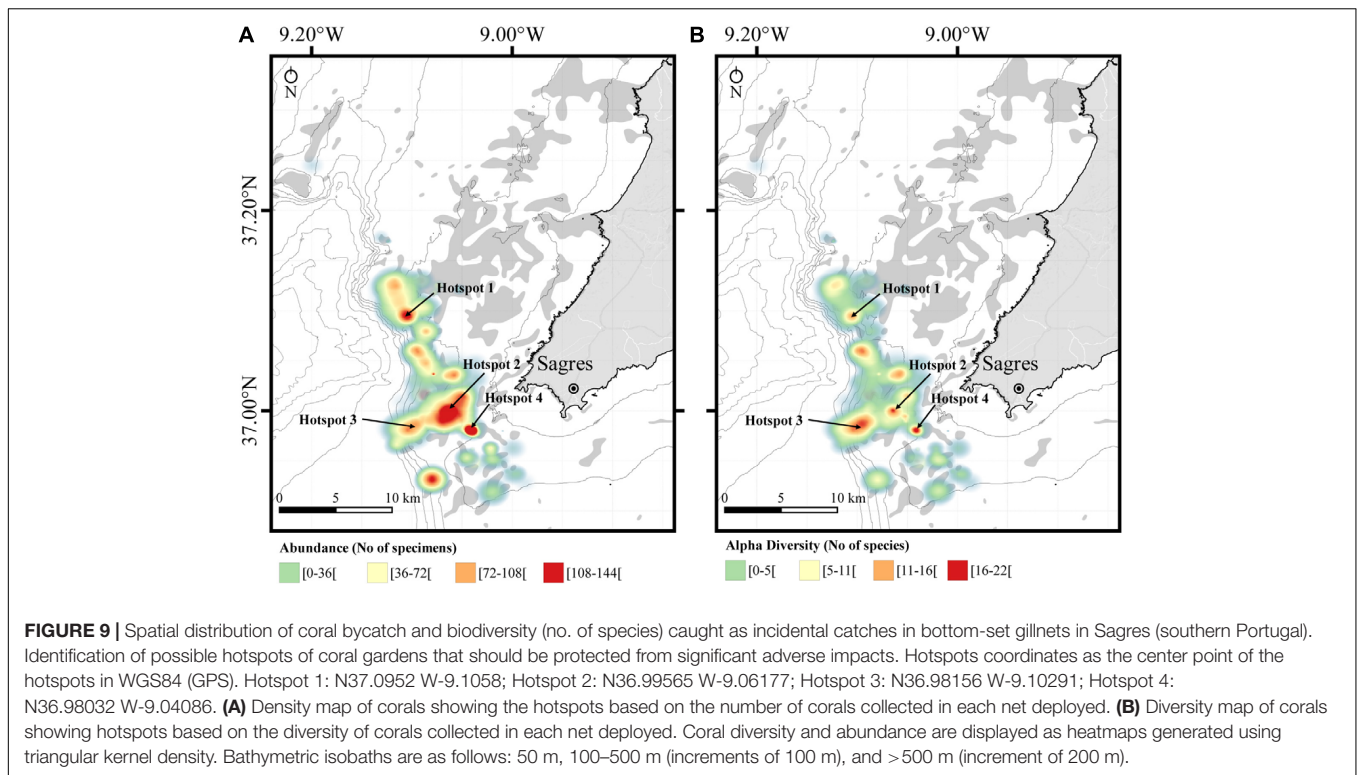 A
9.20°W
9.00°W
B
9.20°W
9.00°W
N
N
37.20°N
37.00°N
Hotspot 1
Hotspot 2
Sagres
Hotspot 4
Hotspot 3
0 5 10 km
Hotspot 1
Hotspot 2
Sagres
Hotspot 4
Hotspot 3
0 5 10 km
Abundance (No of specimens)
[0-36[ [36-72[ [72-108[ [108-144[
Alpha Diversity (No of species)
[0-5[ [5-11[ [11-16[ [16-22[
FIGURE 9 | Spatial distribution of coral bycatch and biodiversity (no. of species) caught as incidental catches in bottom-set gillnets in Sagres (southern Portugal).
Identification of possible hotspots of coral gardens that should be protected from significant adverse impacts. Hotspots coordinates as the center point of the
hotspots in WGS84 (GPS). Hotspot 1: N37.0952 W-9.1058; Hotspot 2: N36.99565 W-9.06177; Hotspot 3: N36.98156 W-9.10291; Hotspot 4:
N36.98032 W-9.04086. (A) Density map of corals showing the hotspots based on the number of corals collected in each net deployed. (B) Diversity map of corals
showing hotspots based on the diversity of corals collected in each net deployed. Coral diversity and abundance are displayed as heatmaps generated using
triangular kernel density. Bathymetric isobaths are as follows: 50 m, 100–500 m (increments of 100 m), and >500 m (increment of 200 m).